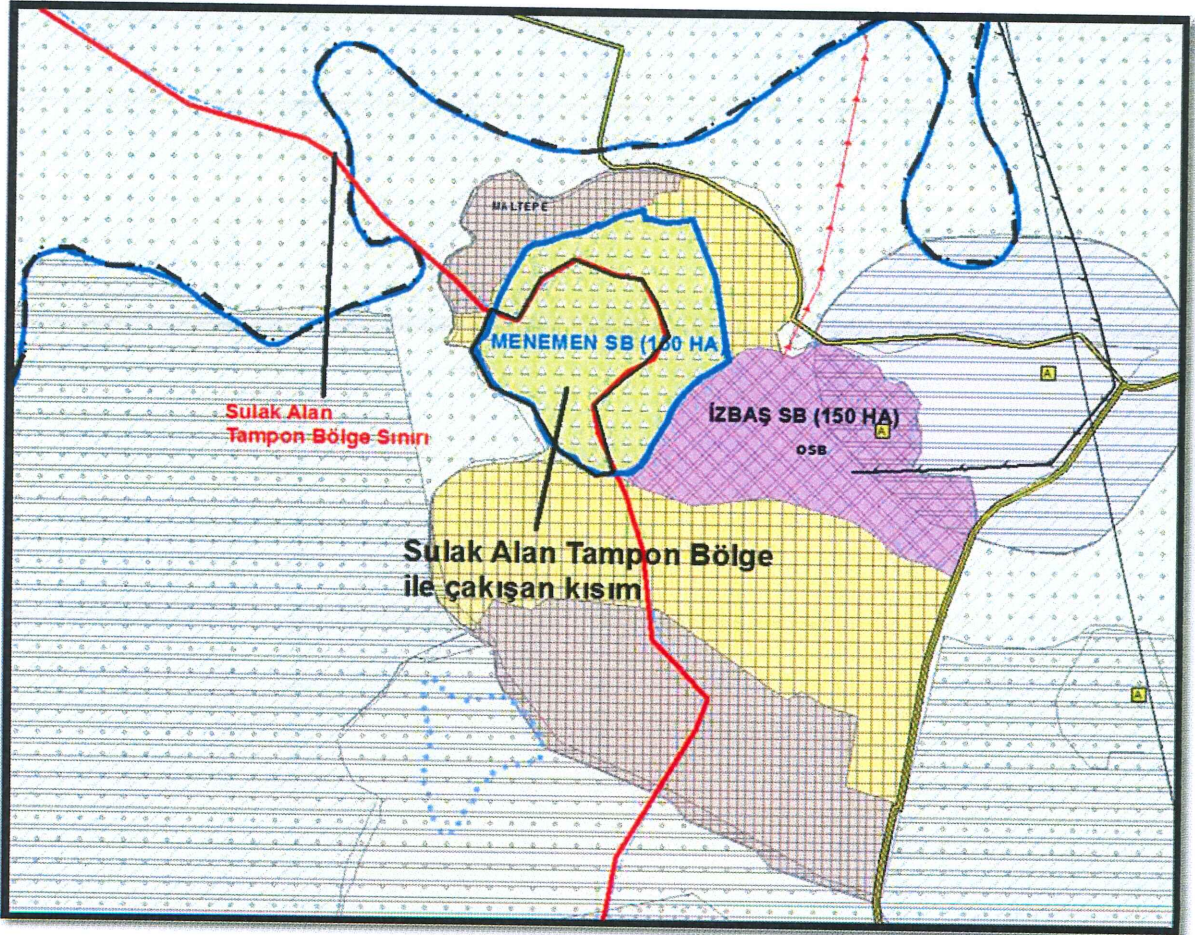 MALTEPE
MENEMEN SB (160 HA
İZBAŞ SB (150 HA)
A
A
OSB
Sulak Alan
Tampon Bölge Sınırı
Sulak Alan Tampon Bölge
ile çakışan kısım
A